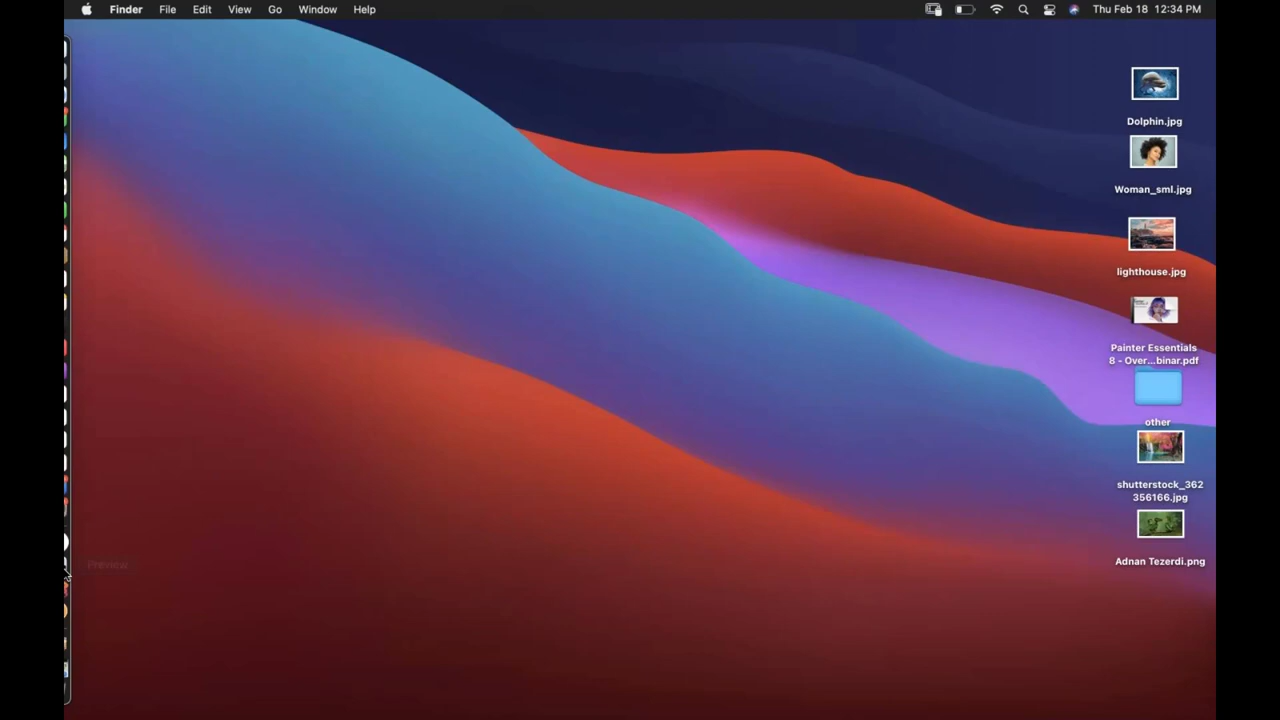 Finder File Edit View Go Window Help
Thu Feb 18 12:34 PM
Dolphin.jpg
Woman_sml.jpg
lighthouse.jpg
Painter Essentials
8 - Over...binar.pdf
other
shutterstock_362
356166.jpg
Adnan Tezerdi.png
Preview